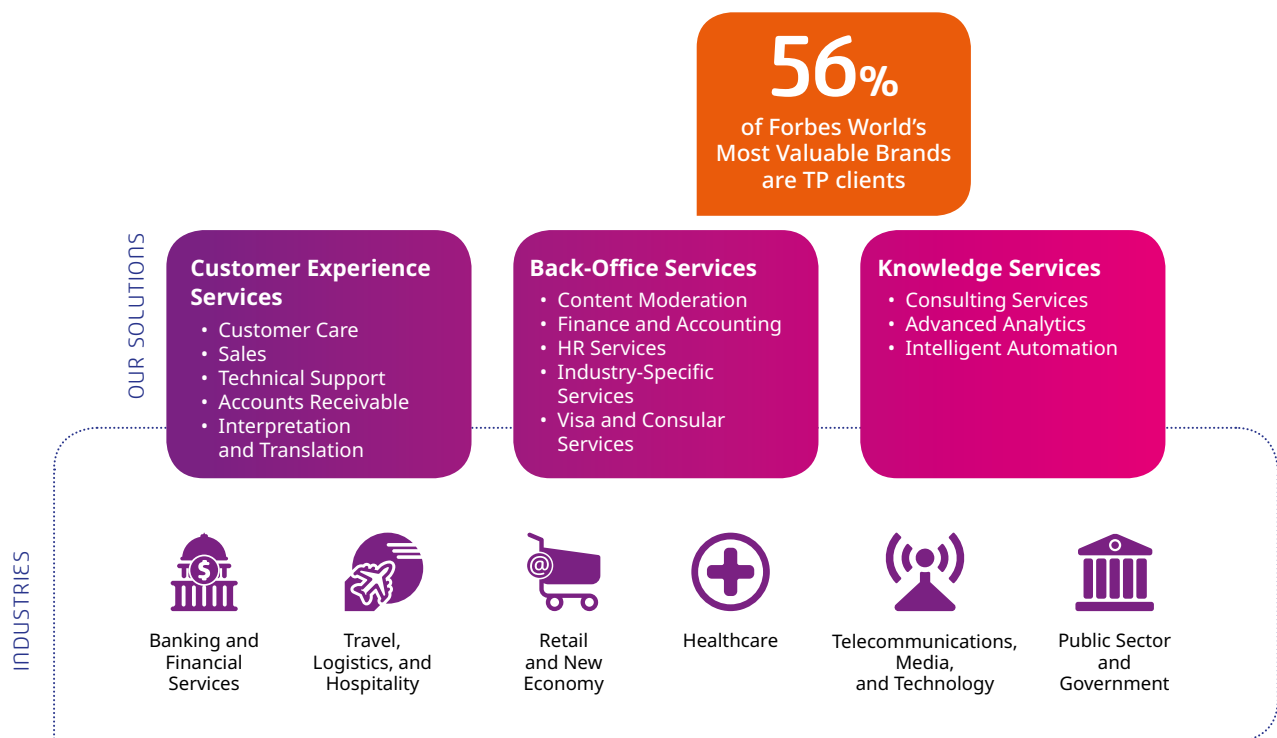 56%
of Forbes World's
Most Valuable Brands
are TP clients
OUR SOLUTIONS
Customer Experience
Services
• Customer Care
• Sales
• Technical Support
• Accounts Receivable
• Interpretation
and Translation
Back-Office Services
• Content Moderation
• Finance and Accounting
• HR Services
• Industry-Specific
Services
• Visa and Consular
Services
Knowledge Services
• Consulting Services
• Advanced Analytics
• Intelligent Automation
INDUSTRIES
$
@
Banking and
Financial
Services
Travel,
Logistics, and
Hospitality
Retail
and New
Economy
Healthcare
Telecommunications,
Media,
and Technology
Public Sector
and
Government